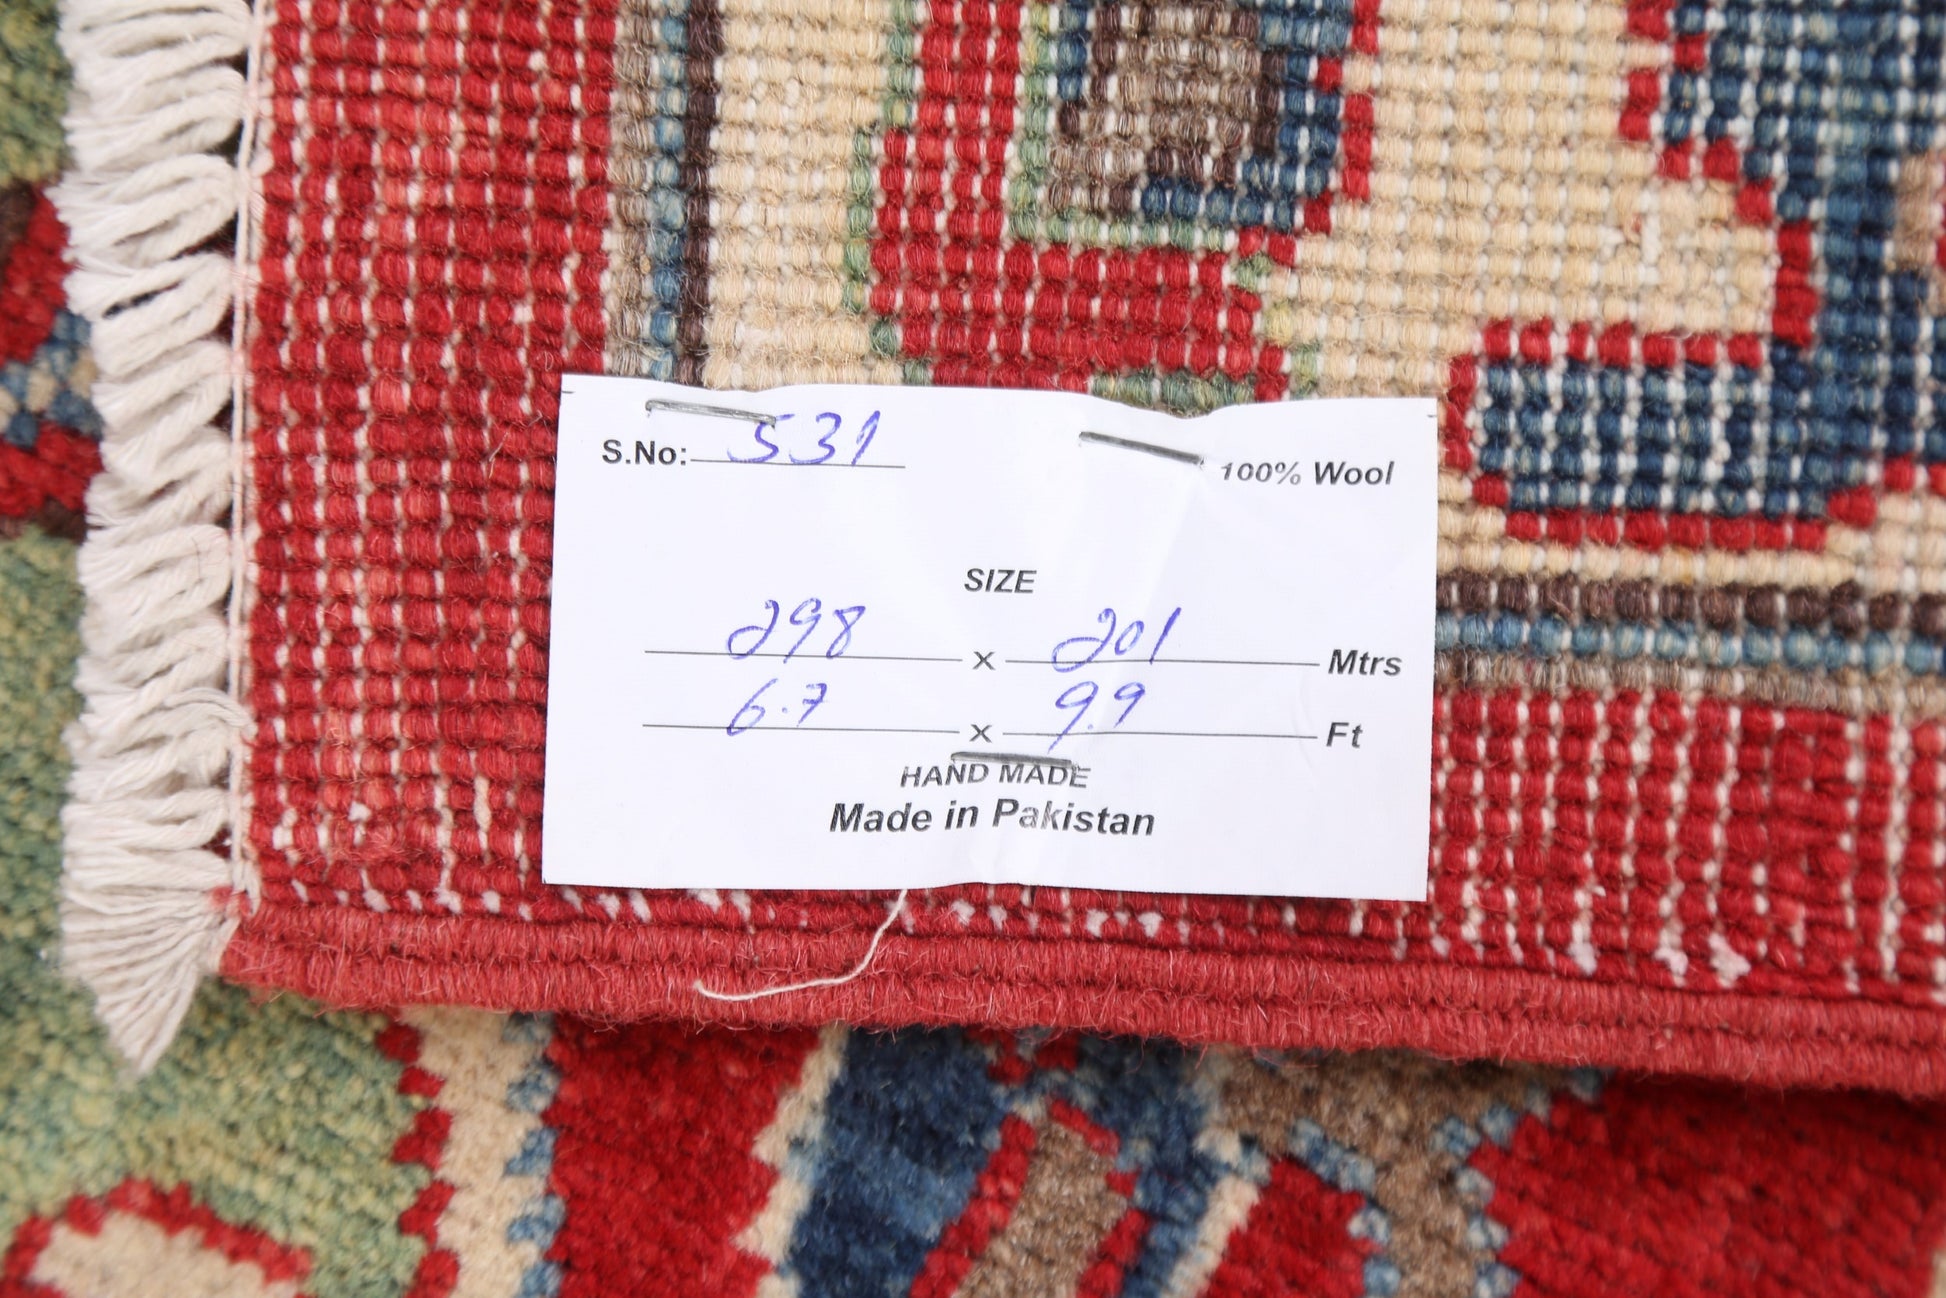 S.No: 531
100% Wool
SIZE
298 x 201 Mtrs
6.7 x 9.9 Ft
HAND MADE
Made in Pakistan